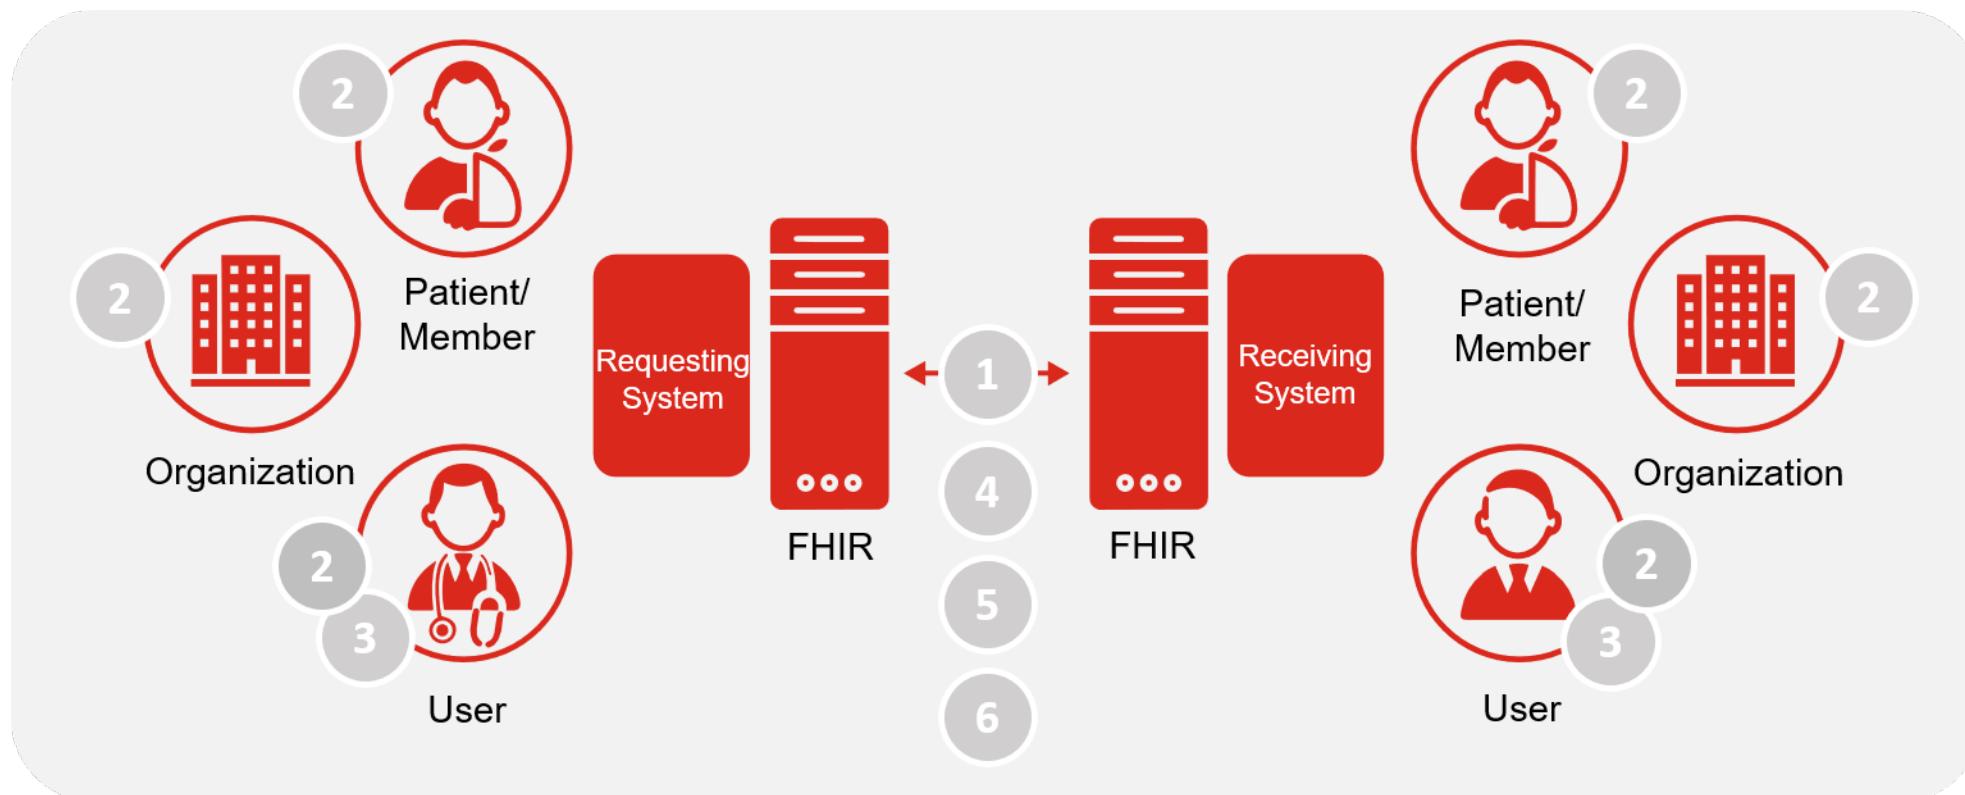 2
Patient/
Member
2
Organization
2
3
User
Requesting
System
FHIR
1
4
5
6
FHIR
Receiving
System
2
Patient/
Member
2
Organization
2
3
User